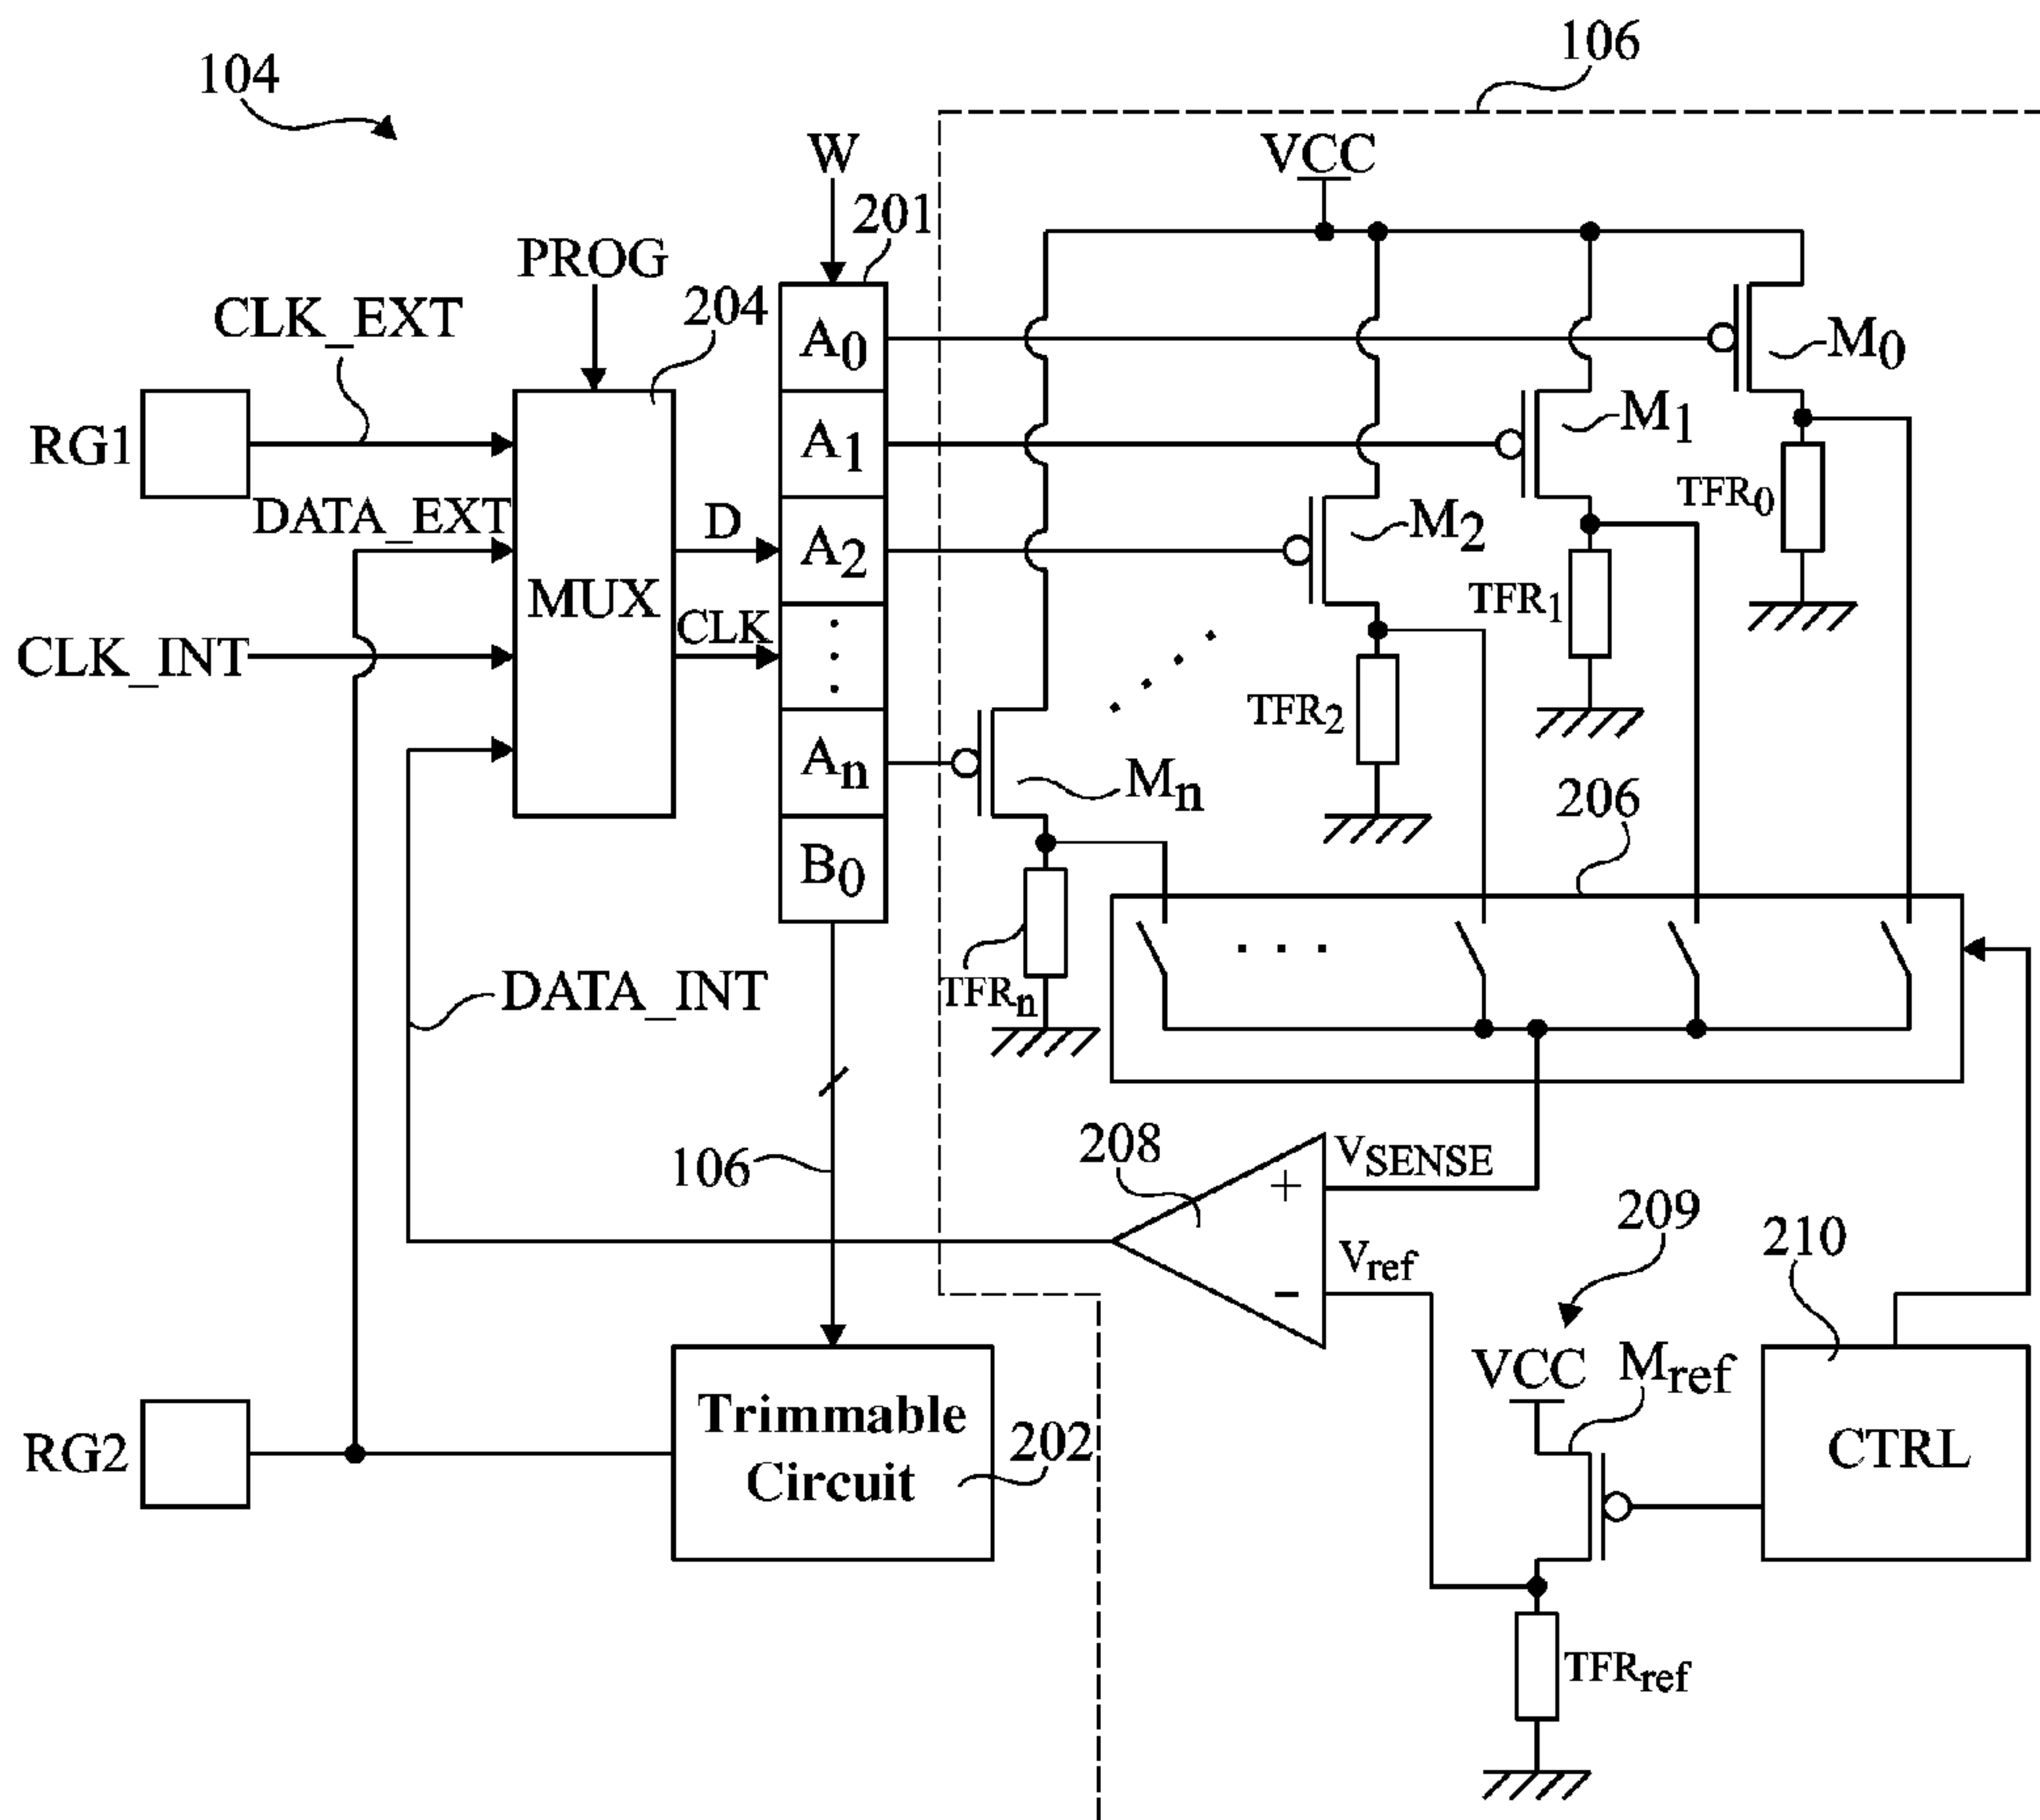 106
104
W
VCC
201
PROG
204
CLK_EXT
A0
M0
RG1
A1
M1
DATA_EXT
D
A2
M2
TFR0
MUX
CLK
TFR1
CLK_INT
TFR2
An
Mn
206
B0
DATA_INT
TFRn
208
VSENSE
+
106
209
210
Vref
-
VCC
Mref
Trimmable
Circuit
202
CTRL
RG2
TFRref